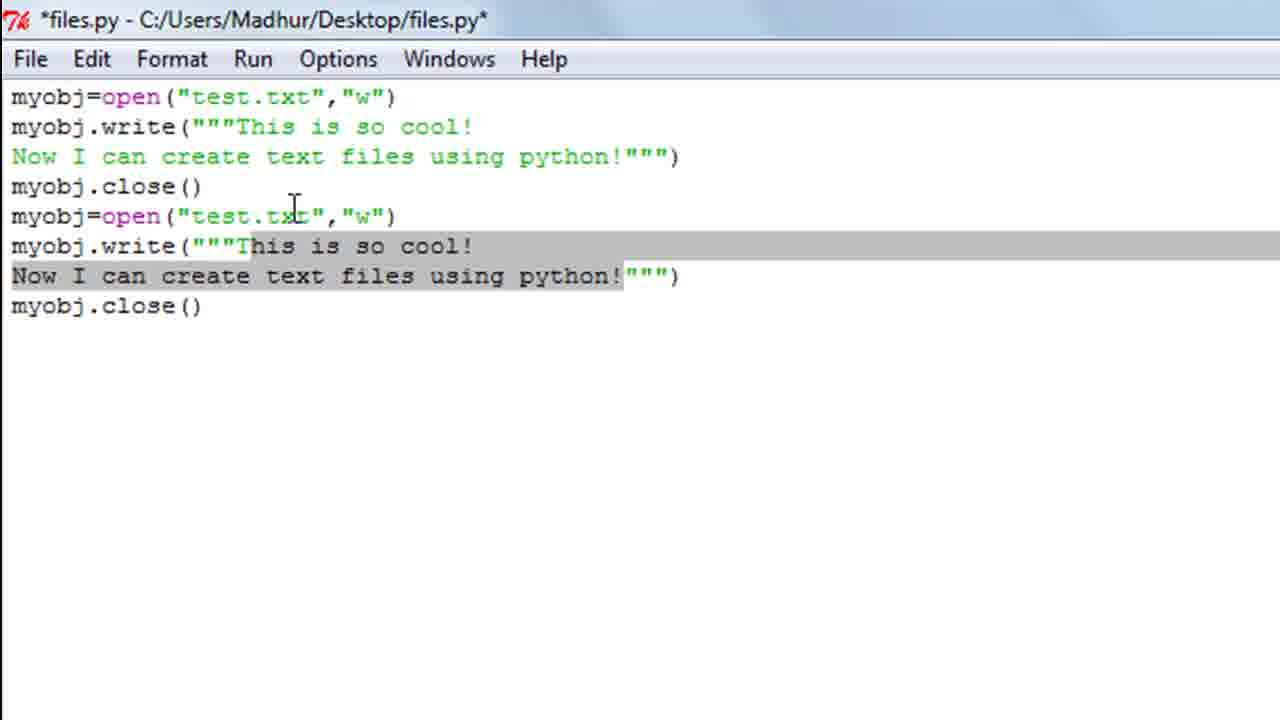 *files.py - C:/Users/Madhur/Desktop/files.py*
File Edit Format Run Options Windows Help
myobj=open("test.txt","w")
myobj.write("""This is so cool!
Now I can create text files using python!""")
myobj.close()
myobj=open("test.txt","w")
myobj.write("""This is so cool!
Now I can create text files using python!""")
myobj.close()